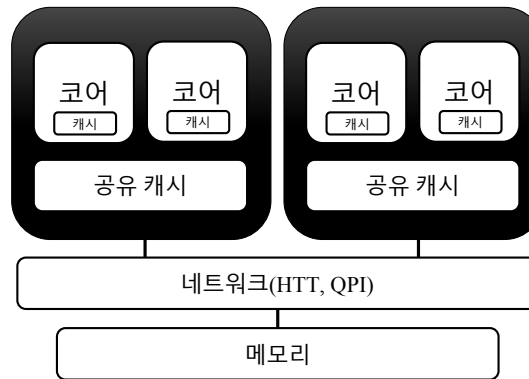 코어 코어 코어 코어
캐시 캐시 캐시 캐시
공유 캐시 공유 캐시
네트워크(HTT, QPI)
메모리